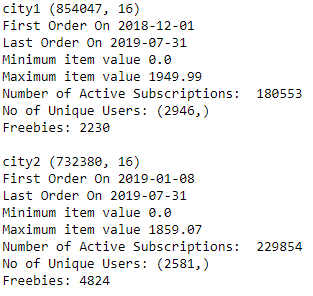 city1 (854047, 16)
First Order On 2018-12-01
Last Order On 2019-07-31
Minimum item value 0.0
Maximum item value 1949.99
Number of Active Subscriptions:  180553
No of Unique Users: (2946,)
Freebies: 2230

city2 (732380, 16)
First Order On 2019-01-08
Last Order On 2019-07-31
Minimum item value 0.0
Maximum item value 1859.07
Number of Active Subscriptions:  229854
No of Unique Users: (2581,)
Freebies: 4824